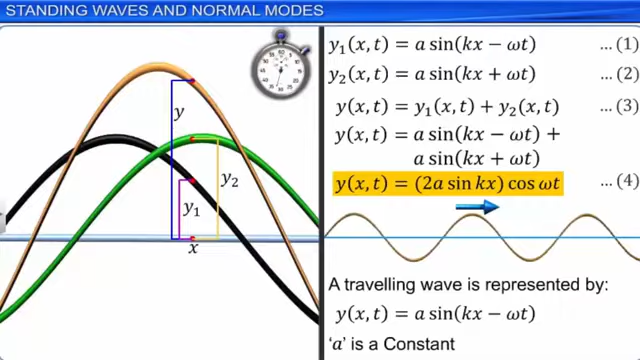 STANDING WAVES AND NORMAL MODES
y₁(x, t) = a sin(kx − ωt) ... (1)
y₂(x, t) = a sin(kx + ωt) ... (2)
y(x, t) = y₁(x, t) + y₂(x, t) ... (3)
y(x, t) = a sin(kx − ωt) +
a sin(kx + ωt)
y(x, t) = (2a sin kx) cos ωt ... (4)
y
y₂
y₁
x
A travelling wave is represented by:
y(x, t) = a sin(kx − ωt)
‘a’ is a Constant